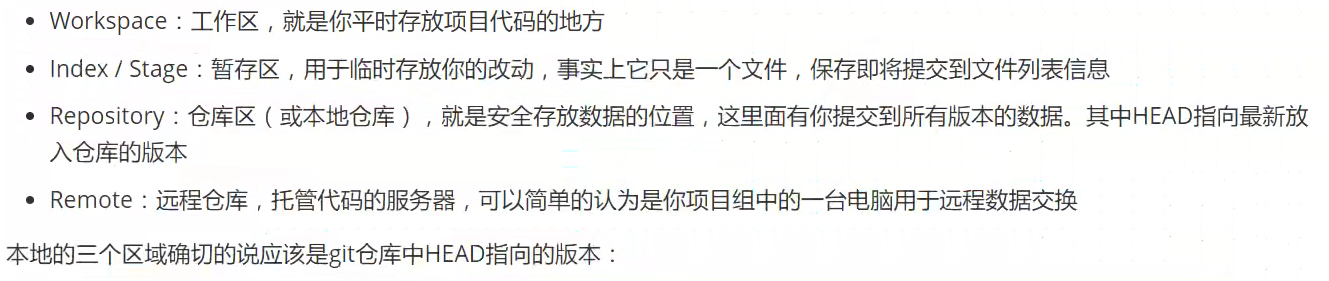 Workspace：工作区，就是你平时存放项目代码的地方
Index / Stage：暂存区，用于临时存放你的改动，事实上它只是一个文件，保存即将提交到文件列表信息
Repository：仓库区（或本地仓库），就是安全存放数据的位置，这里面有你提交到所有版本的数据。其中HEAD指向最新放
入仓库的版本
Remote：远程仓库，托管代码的服务器，可以简单的认为是你项目组中的一台电脑用于远程数据交换
本地的三个区域确切的说应该是git仓库中HEAD指向的版本：